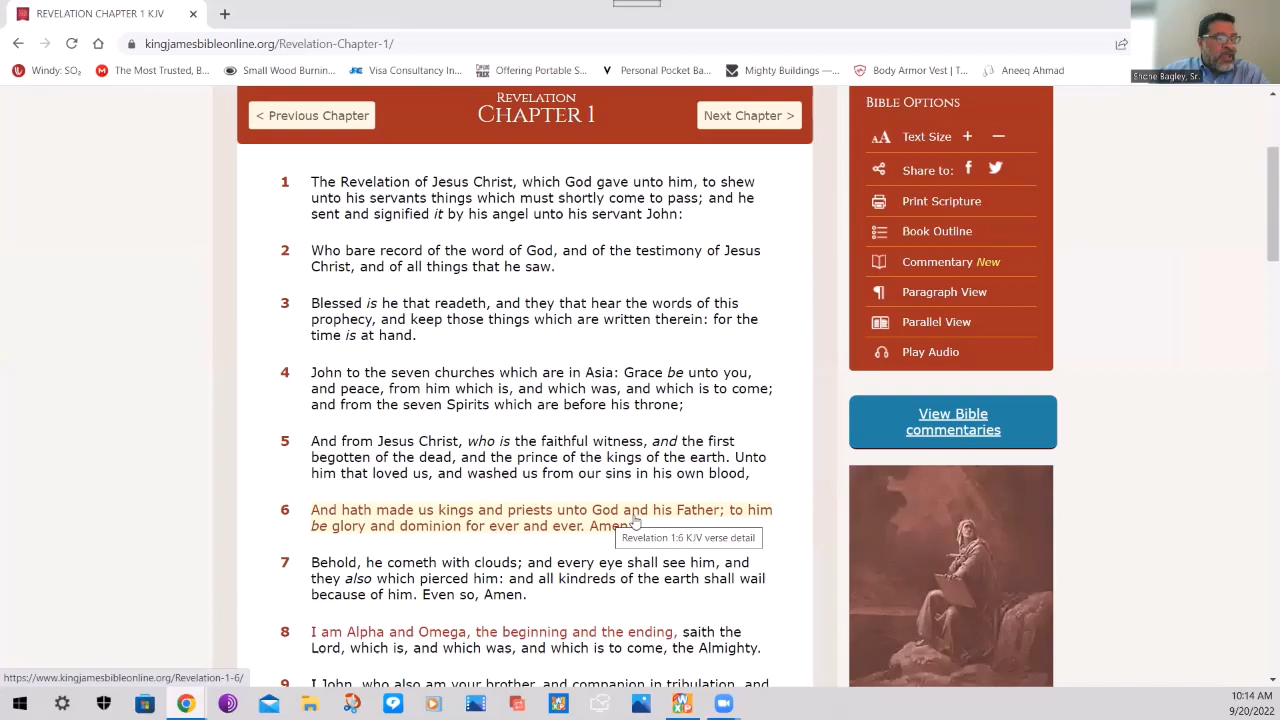 REVELATION CHAPTER 1 KJV
kingjamesbibleonline.org/Revelation-Chapter-1/
Windy: SO₂
The Most Trusted, B...
Small Wood Burnin...
Visa Consultancy In...
Offering Portable S...
Personal Pocket Ba...
Mighty Buildings —...
Body Armor Vest | T...
Aneeq Ahmad
Shane Bagley, Sr.
< Previous Chapter
REVELATION
CHAPTER 1
Next Chapter >
1 The Revelation of Jesus Christ, which God gave unto him, to shew
unto his servants things which must shortly come to pass; and he
sent and signified it by his angel unto his servant John:
2 Who bare record of the word of God, and of the testimony of Jesus
Christ, and of all things that he saw.
3 Blessed is he that readeth, and they that hear the words of this
prophecy, and keep those things which are written therein: for the
time is at hand.
4 John to the seven churches which are in Asia: Grace be unto you,
and peace, from him which is, and which was, and which is to come;
and from the seven Spirits which are before his throne;
5 And from Jesus Christ, who is the faithful witness, and the first
begotten of the dead, and the prince of the kings of the earth. Unto
him that loved us, and washed us from our sins in his own blood,
6 And hath made us kings and priests unto God and his Father; to him
be glory and dominion for ever and ever. Amen.
Revelation 1:6 KJV verse detail
7 Behold, he cometh with clouds; and every eye shall see him, and
they also which pierced him: and all kindreds of the earth shall wail
because of him. Even so, Amen.
8 I am Alpha and Omega, the beginning and the ending, saith the
Lord, which is, and which was, and which is to come, the Almighty.
9 I John, who also am your brother, and companion in tribulation, and
BIBLE OPTIONS
AA Text Size + —
Share to:
Print Scripture
Book Outline
Commentary New
Paragraph View
Parallel View
Play Audio
View Bible
commentaries
https://www.kingjamesbibleonline.org/Revelation-1-6/
10:14 AM
9/20/2022